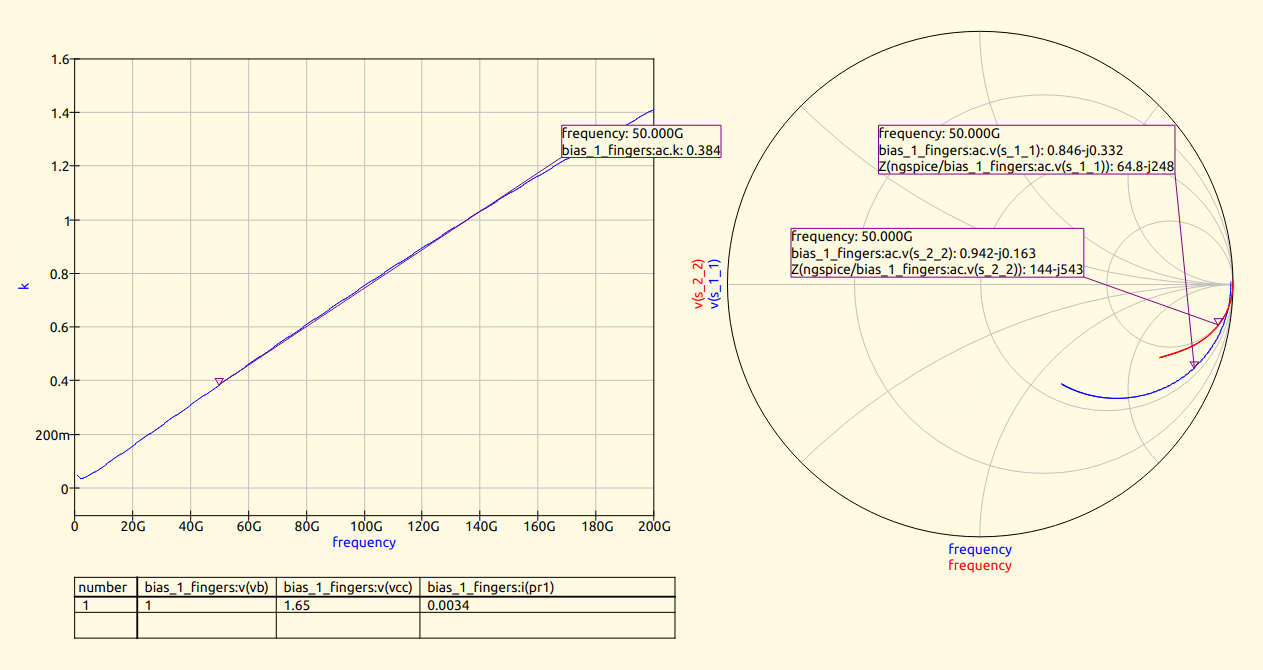 1.6
1.4
1.2
1
0.8
0.6
0.4
200m
0
k
0 20G 40G 60G 80G 100G 120G 140G 160G 180G 200G
frequency
frequency: 50.000G
bias_1_fingers:ac.k: 0.384
v(s_2_2)
v(s_1_1)
frequency: 50.000G
bias_1_fingers:ac.v(s_1_1): 0.846-j0.332
Z(ngspice/bias_1_fingers:ac.v(s_1_1)): 64.8-j248
frequency: 50.000G
bias_1_fingers:ac.v(s_2_2): 0.942-j0.163
Z(ngspice/bias_1_fingers:ac.v(s_2_2)): 144-j543
frequency
frequency
number bias_1_fingers:v(vb) bias_1_fingers:v(vcc) bias_1_fingers:i(pr1)
1 1 1.65 0.0034